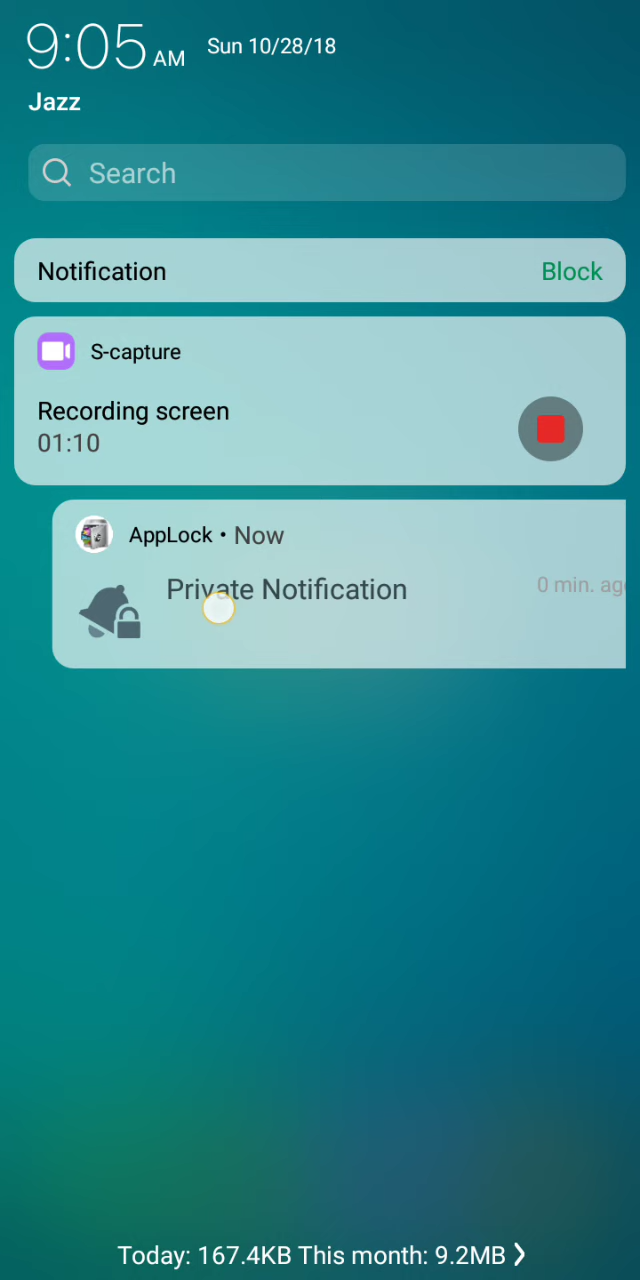 9:05 AM Sun 10/28/18
Jazz
Search
Notification Block
S-capture
Recording screen
01:10
AppLock • Now
Private Notification 0 min. ago
Today: 167.4KB This month: 9.2MB